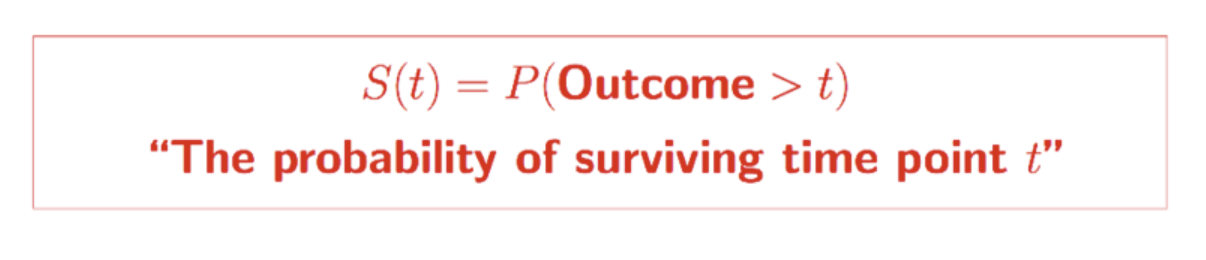 S(t) = P(Outcome > t)
“The probability of surviving time point t”